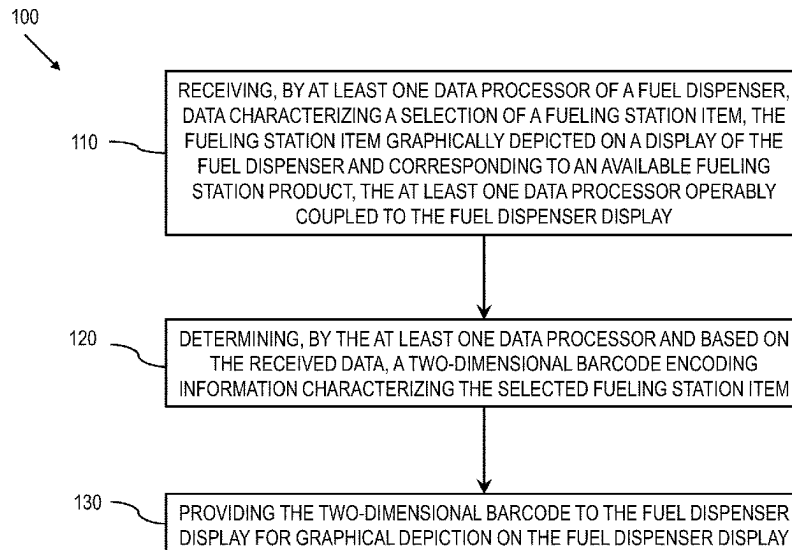 100
110
RECEIVING, BY AT LEAST ONE DATA PROCESSOR OF A FUEL DISPENSER,
DATA CHARACTERIZING A SELECTION OF A FUELING STATION ITEM, THE
FUELING STATION ITEM GRAPHICALLY DEPICTED ON A DISPLAY OF THE
FUEL DISPENSER AND CORRESPONDING TO AN AVAILABLE FUELING
STATION PRODUCT, THE AT LEAST ONE DATA PROCESSOR OPERABLY
COUPLED TO THE FUEL DISPENSER DISPLAY
120
DETERMINING, BY THE AT LEAST ONE DATA PROCESSOR AND BASED ON
THE RECEIVED DATA, A TWO-DIMENSIONAL BARCODE ENCODING
INFORMATION CHARACTERIZING THE SELECTED FUELING STATION ITEM
130
PROVIDING THE TWO-DIMENSIONAL BARCODE TO THE FUEL DISPENSER
DISPLAY FOR GRAPHICAL DEPICTION ON THE FUEL DISPENSER DISPLAY